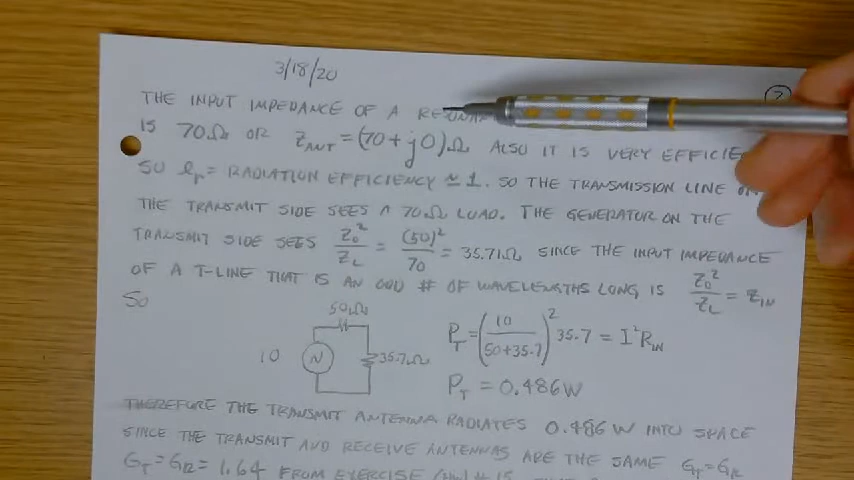 3/18/20
2
THE INPUT IMPEDANCE OF A
IS 70Ω OR Z_ANT = (70 + j0)Ω ALSO IT IS VERY
SO e_r = RADIATION EFFICIENCY ≃ 1. SO THE TRANSMISSION LINE ON
THE TRANSMIT SIDE SEES A 70Ω LOAD. THE GENERATOR ON THE
TRANSMIT SIDE SEES Z_0^2/Z_L = (50)^2/70 = 35.71Ω SINCE THE INPUT IMPEDANCE
OF A T-LINE THAT IS AN ODD # OF WAVELENGTHS LONG IS Z_0^2/Z_L = Z_IN
SO
50Ω
10 N 35.7Ω
P_T = (10/(50+35.7))^2 35.7 = I^2 R_IN
P_T = 0.486W
THEREFORE THE TRANSMIT ANTENNA RADIATES 0.486 W INTO SPACE
SINCE THE TRANSMIT AND RECEIVE ANTENNAS ARE THE SAME G_T = G_R
G_T = G_R = 1.64 FROM EXERCISE